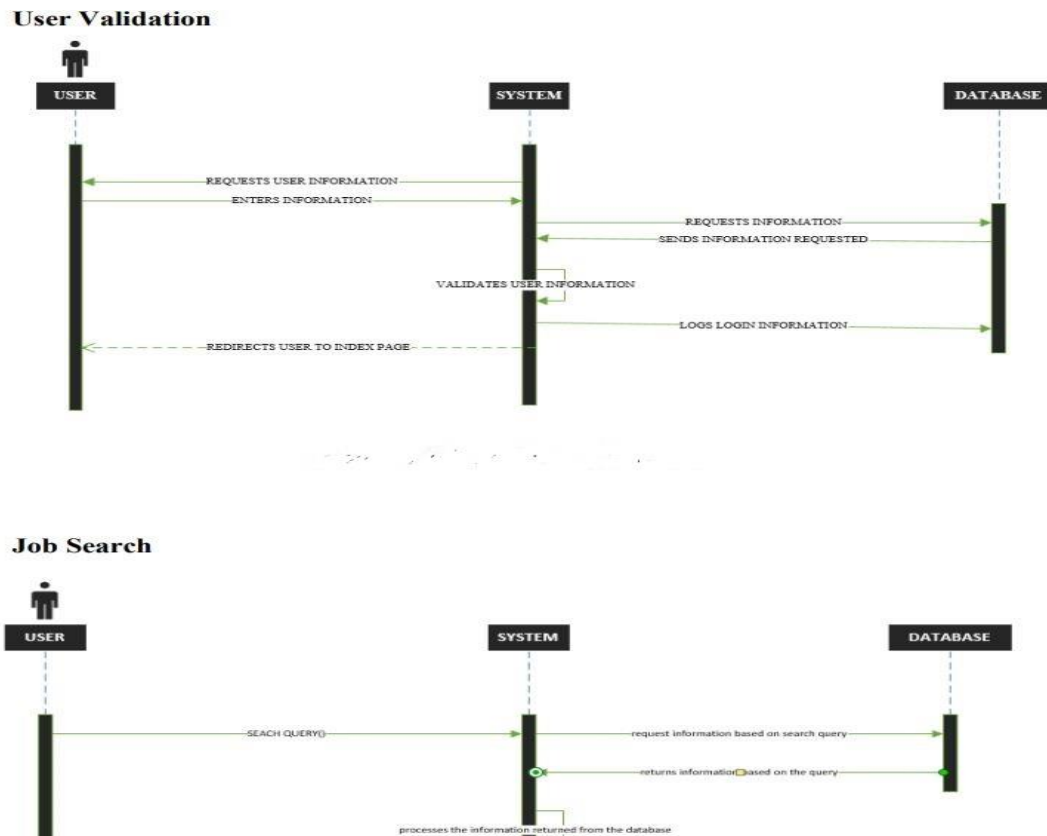 User Validation
USER
SYSTEM
DATABASE
REQUESTS USER INFORMATION
ENTERS INFORMATION
REQUESTS INFORMATION
SENDS INFORMATION REQUESTED
VALIDATES USER INFORMATION
LOGS LOGIN INFORMATION
REDIRECTS USER TO INDEX PAGE
Job Search
USER
SYSTEM
DATABASE
SEACH QUERY()
request information based on search query
returns information based on the query
processes the information returned from the database